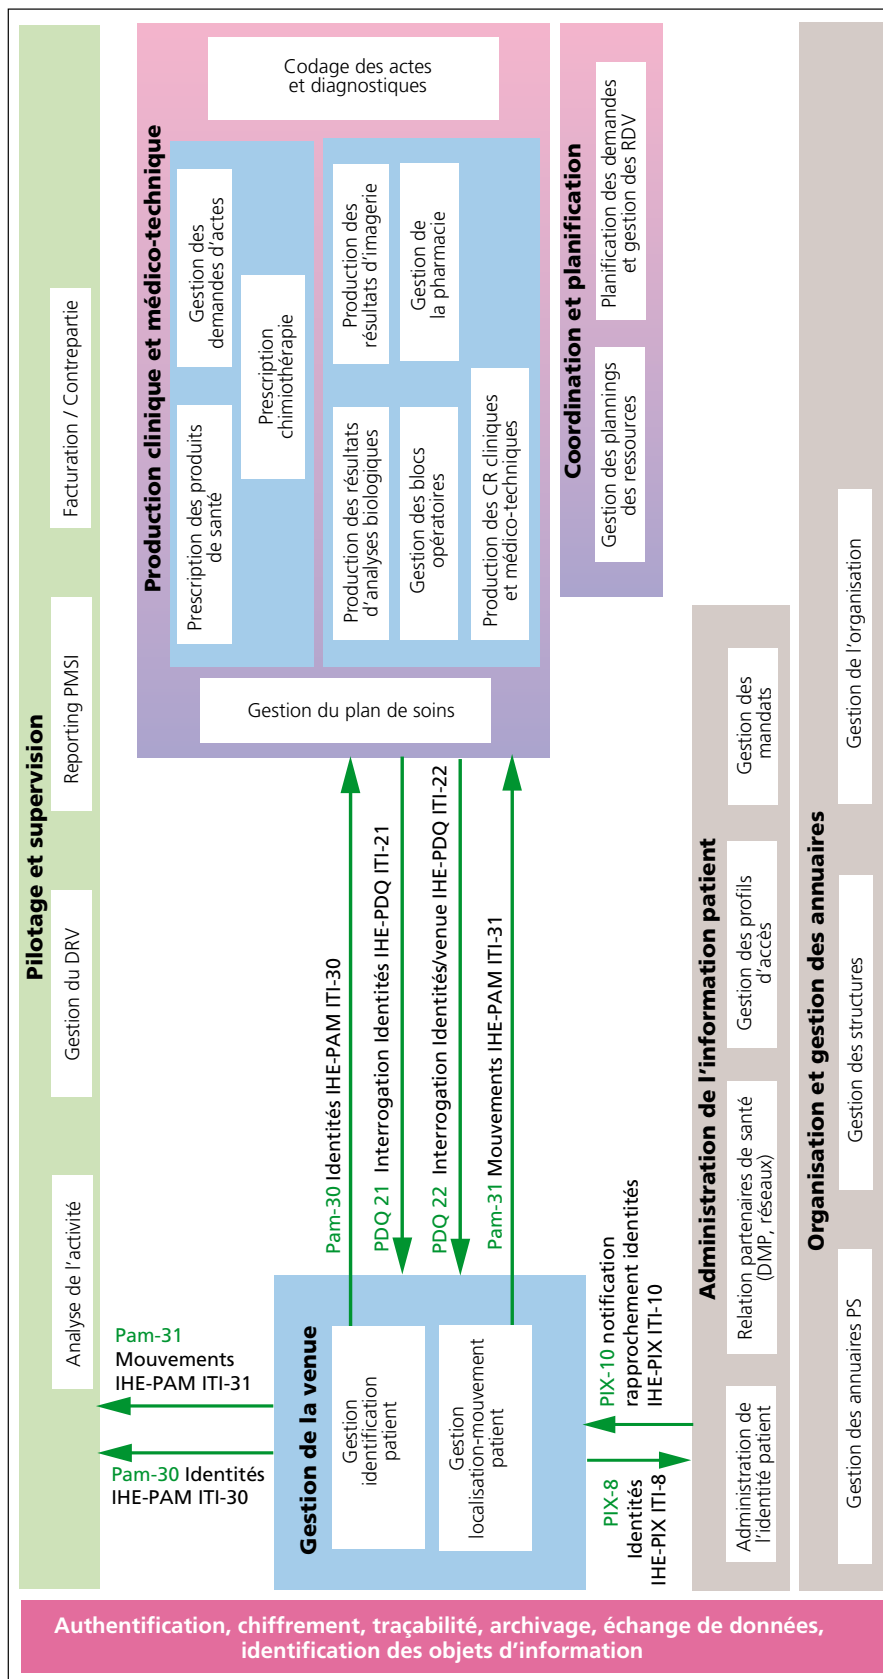 Pilotage et supervision
Analyse de l'activité
Gestion du DRV
Reporting PMSI
Facturation / Contrepartie
Pam-31
Mouvements
IHE-PAM ITI-31
Pam-30 Identités
IHE-PAM ITI-30
Gestion de la venue
Gestion
identification
patient
Gestion
localisation-mouvement
patient
Pam-30 Identités IHE-PAM ITI-30
PDQ 21 Interrogation Identités IHE-PDQ ITI-21
PDQ 22 Interrogation Identités/venue IHE-PDQ ITI-22
Pam-31 Mouvements IHE-PAM ITI-31
Production clinique et médico-technique
Gestion du plan de soins
Prescription des produits
de santé
Gestion des
demandes d'actes
Prescription
chimiothérapie
Production des résultats
d'analyses biologiques
Production des
résultats d'imagerie
Gestion des blocs
opératoires
Gestion de
la pharmacie
Production des CR cliniques
et médico-techniques
Codage des actes
et diagnostiques
Coordination et planification
Gestion des plannings
des ressources
Planification des demandes
et gestion des RDV
PIX-8
Identités
IHE-PIX ITI-8
PIX-10 notification
rapprochement identités
IHE-PIX ITI-10
Administration de l'information patient
Administration de
l'identité patient
Relation partenaires de santé
(DMP, réseaux)
Gestion des profils
d'accès
Gestion des
mandats
Organisation et gestion des annuaires
Gestion des annuaires PS
Gestion des structures
Gestion de l'organisation
Authentification, chiffrement, traçabilité, archivage, échange de données,
identification des objets d'information